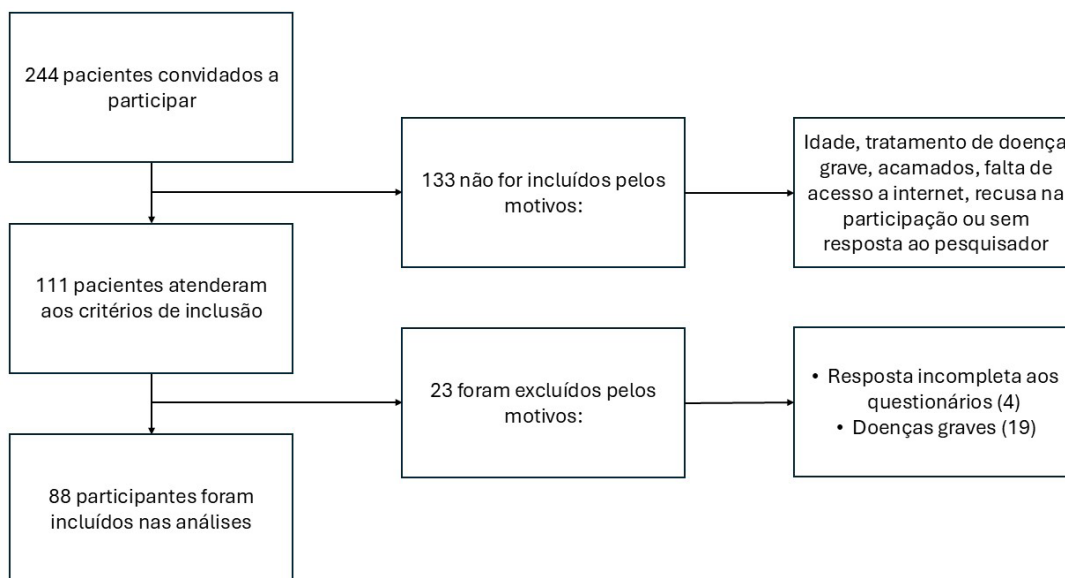 244 pacientes convidados a
participar
133 não for incluídos pelos
motivos:
Idade, tratamento de doença
grave, acamados, falta de
acesso a internet, recusa na
participação ou sem
resposta ao pesquisador
111 pacientes atenderam
aos critérios de inclusão
23 foram excluídos pelos
motivos:
• Resposta incompleta aos
questionários (4)
• Doenças graves (19)
88 participantes foram
incluídos nas análises